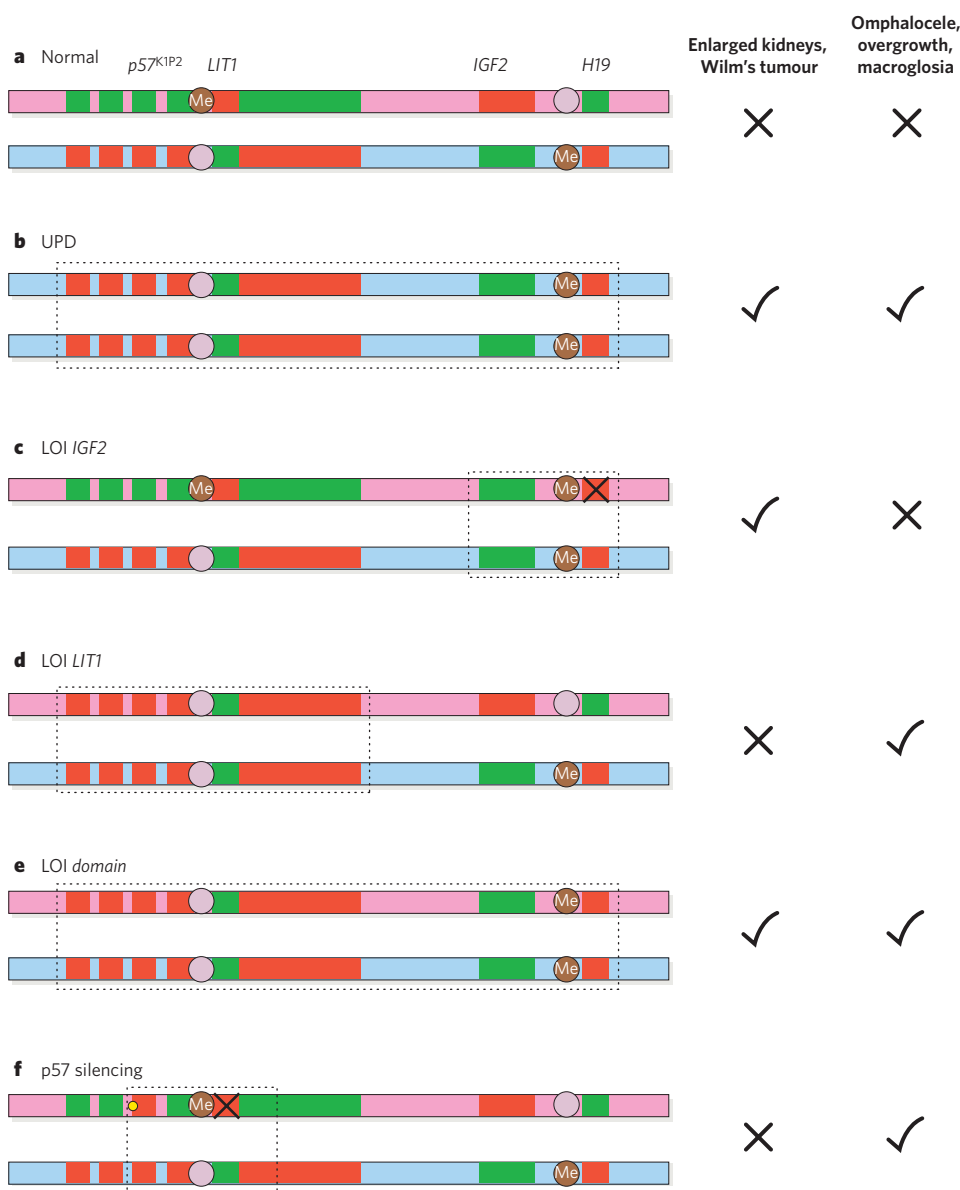 Enlarged kidneys,
Wilm's tumour
Omphalocele,
overgrowth,
macroglosia
a Normal
p57K1P2 LIT1 IGF2 H19
Me
Me
b UPD
Me
Me
c LOI IGF2
Me Me
Me
d LOI LIT1
Me
e LOI domain
Me
Me
f p57 silencing
Me
Me